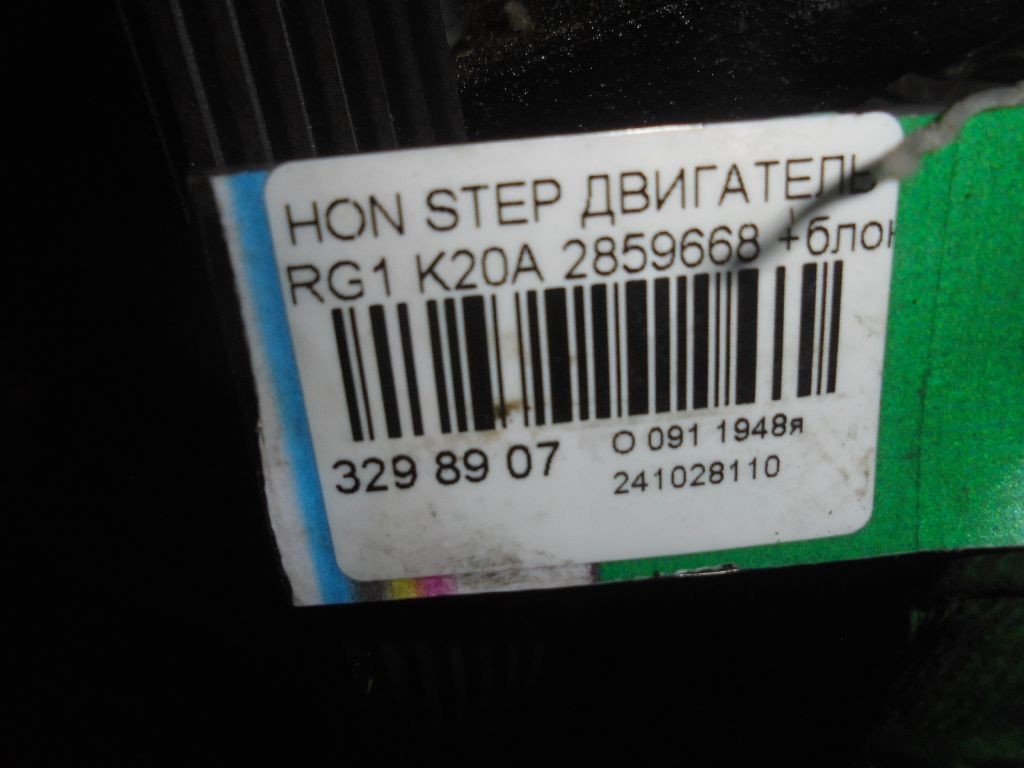 HON STEP ДВИГАТЕЛЬ
RG1 K20A 2859668 +блок
329 89 07
О 091 1948я
241028110